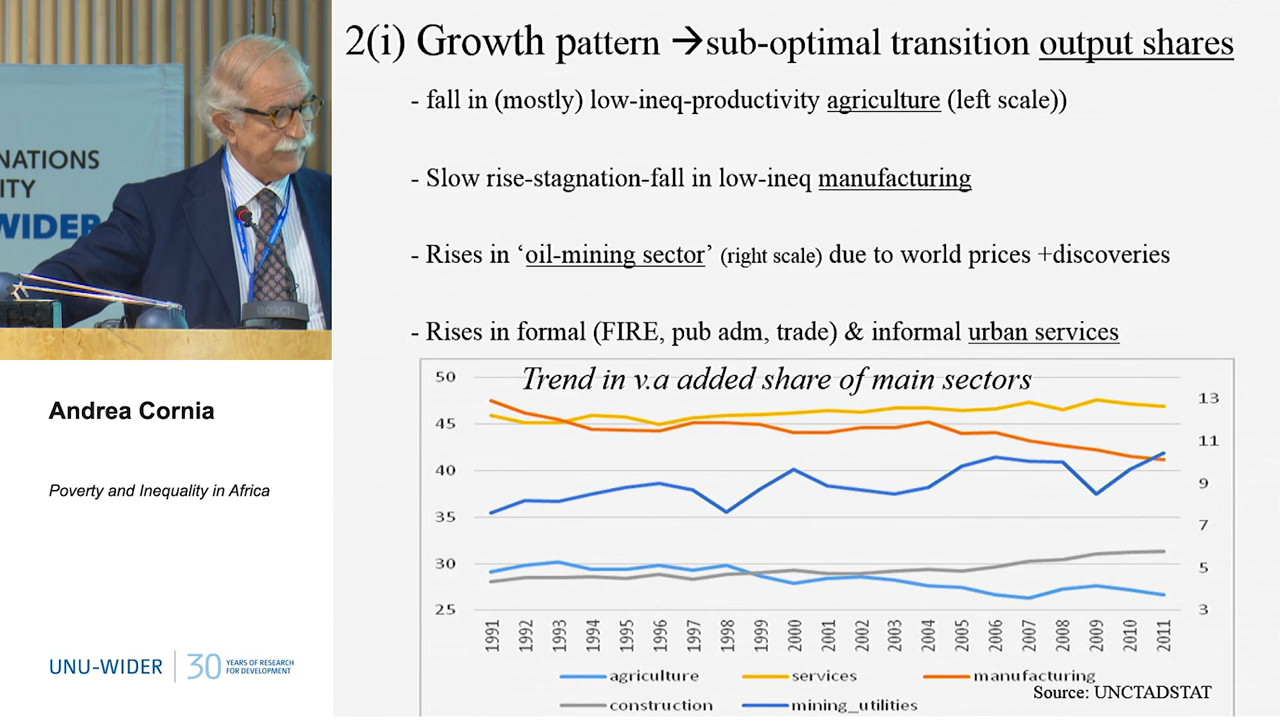 NATIONS
ITY
WIDER
BOSCH
Andrea Cornia
Poverty and Inequality in Africa
UNU-WIDER
30 YEARS OF RESEARCH
FOR DEVELOPMENT
2(i) Growth pattern →sub-optimal transition output shares
- fall in (mostly) low-ineq-productivity agriculture (left scale))
- Slow rise-stagnation-fall in low-ineq manufacturing
- Rises in ‘oil-mining sector’ (right scale) due to world prices +discoveries
- Rises in formal (FIRE, pub adm, trade) & informal urban services
Trend in v.a added share of main sectors
50
45
40
35
30
25
13
11
9
7
5
3
1991 1992 1993 1994 1995 1996 1997 1998 1999 2000 2001 2002 2003 2004 2005 2006 2007 2008 2009 2010 2011
agriculture services manufacturing
construction mining_utilities
Source: UNCTADSTAT